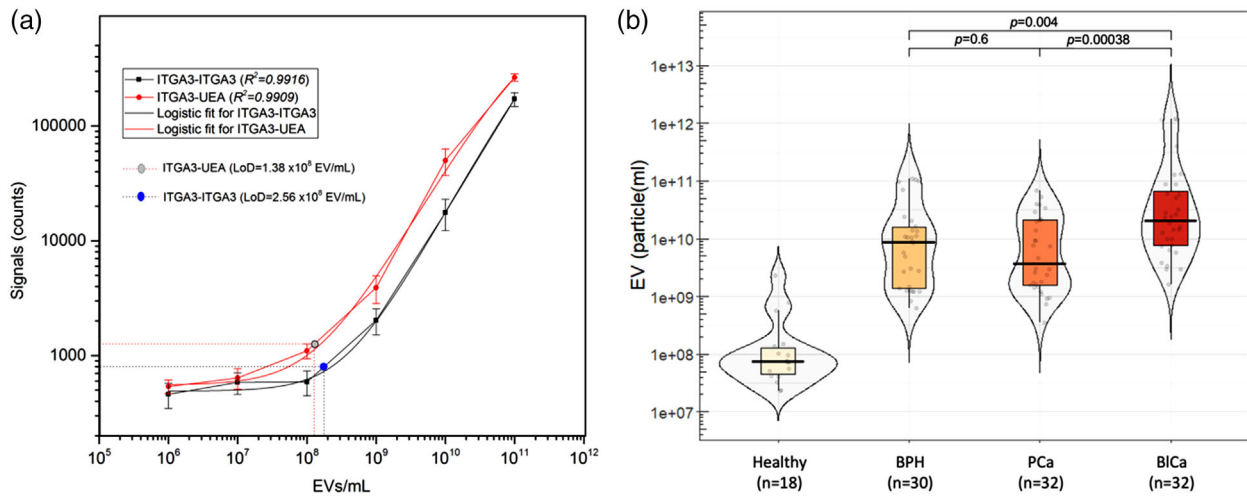 (a)
Signals (counts)
100000
10000
1000
ITGA3-ITGA3 (R²=0.9916)
ITGA3-UEA (R²=0.9909)
Logistic fit for ITGA3-ITGA3
Logistic fit for ITGA3-UEA
ITGA3-UEA (LoD=1.38 x10⁸ EV/mL)
ITGA3-ITGA3 (LoD=2.56 x10⁸ EV/mL)
10⁵ 10⁶ 10⁷ 10⁸ 10⁹ 10¹⁰ 10¹¹ 10¹²
EVs/mL
(b)
p=0.004
p=0.6 p=0.00038
EV (particle(ml)
1e+13
1e+12
1e+11
1e+10
1e+09
1e+08
1e+07
Healthy BPH PCa BlCa
(n=18) (n=30) (n=32) (n=32)